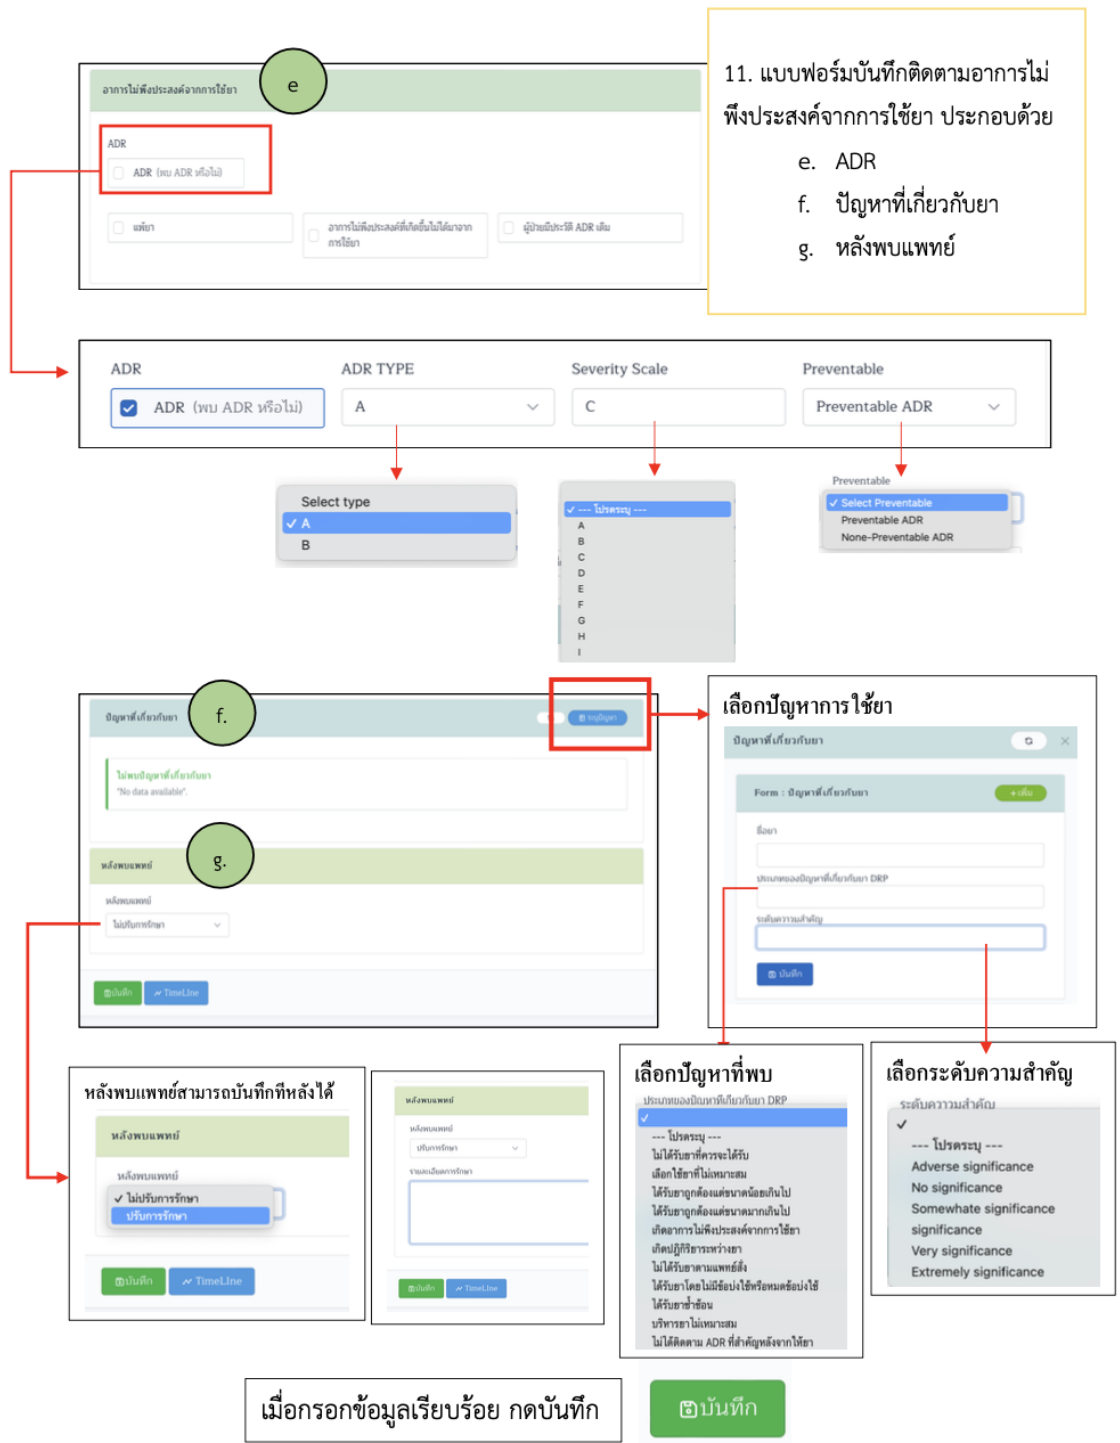 e
อาการไม่พึงประสงค์จากการใช้ยา
ADR
ADR (พบ ADR หรือไม่)
แพ้ยา
อาการไม่พึงประสงค์ที่เกิดขึ้นไม่ได้มาจาก
การใช้ยา
ผู้ป่วยมีประวัติ ADR เดิม
11. แบบฟอร์มบันทึกติดตามอาการไม่
พึงประสงค์จากการใช้ยา ประกอบด้วย
e. ADR
f. ปัญหาที่เกี่ยวกับยา
g. หลังพบแพทย์
ADR
ADR (พบ ADR หรือไม่)
ADR TYPE
A
Severity Scale
C
Preventable
Preventable ADR
Select type
A
B
--- โปรดระบุ ---
A
B
C
D
E
F
G
H
I
Preventable
Select Preventable
Preventable ADR
None-Preventable ADR
ปัญหาที่เกี่ยวกับยา
f.
ระบุปัญหา
ไม่พบปัญหาที่เกี่ยวกับยา
"No data available".
g.
หลังพบแพทย์
หลังพบแพทย์
ไม่ปรับการรักษา
บันทึก
TimeLIne
เลือกปัญหาการใช้ยา
ปัญหาที่เกี่ยวกับยา
Form : ปัญหาที่เกี่ยวกับยา
+ เพิ่ม
ชื่อยา
ประเภทของปัญหาที่เกี่ยวกับยา DRP
ระดับความสำคัญ
บันทึก
หลังพบแพทย์สามารถบันทึกทีหลังได้
หลังพบแพทย์
หลังพบแพทย์
ไม่ปรับการรักษา
ปรับการรักษา
บันทึก
TimeLIne
หลังพบแพทย์
หลังพบแพทย์
ปรับการรักษา
รายละเอียดการรักษา
บันทึก
TimeLIne
เลือกปัญหาที่พบ
ประเภทของปัญหาที่เกี่ยวกับยา DRP
--- โปรดระบุ ---
ไม่ได้รับยาที่ควรจะได้รับ
เลือกใช้ยาที่ไม่เหมาะสม
ได้รับยาถูกต้องแต่ขนาดน้อยเกินไป
ได้รับยาถูกต้องแต่ขนาดมากเกินไป
เกิดอาการไม่พึงประสงค์จากการใช้ยา
เกิดปฏิกิริยาระหว่างยา
ไม่ได้รับยาตามแพทย์สั่ง
ได้รับยาโดยไม่มีข้อบ่งใช้หรือหมดข้อบ่งใช้
ได้รับยาซ้ำซ้อน
บริหารยาไม่เหมาะสม
ไม่ได้ติดตาม ADR ที่สำคัญหลังจากให้ยา
เลือกระดับความสำคัญ
ระดับความสำคัญ
--- โปรดระบุ ---
Adverse significance
No significance
Somewhate significance
significance
Very significance
Extremely significance
เมื่อกรอกข้อมูลเรียบร้อย กดบันทึก
บันทึก